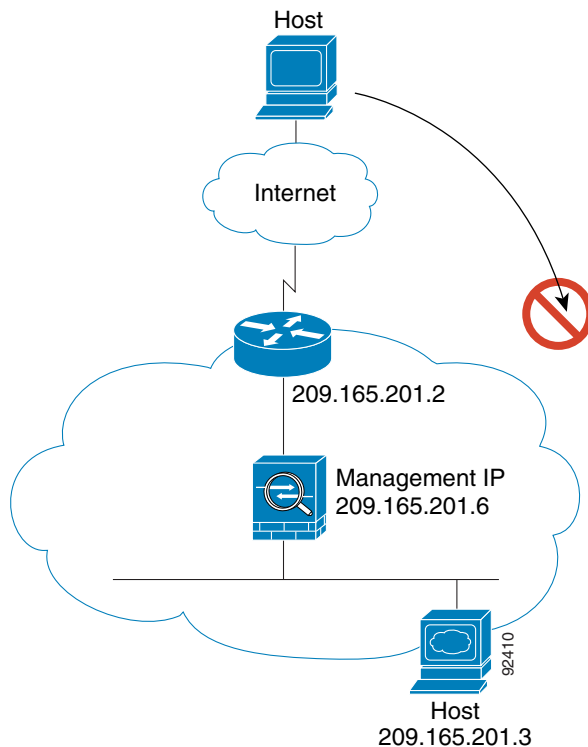 Host
Internet
209.165.201.2
Management IP
209.165.201.6
92410
Host
209.165.201.3